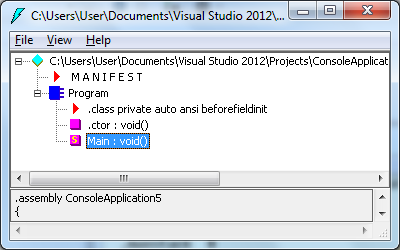 C:\Users\User\Documents\Visual Studio 2012\...
File View Help
C:\Users\User\Documents\Visual Studio 2012\Projects\ConsoleApplicat
M A N I F E S T
Program
.class private auto ansi beforefieldinit
.ctor : void()
S Main : void()
.assembly ConsoleApplication5
{